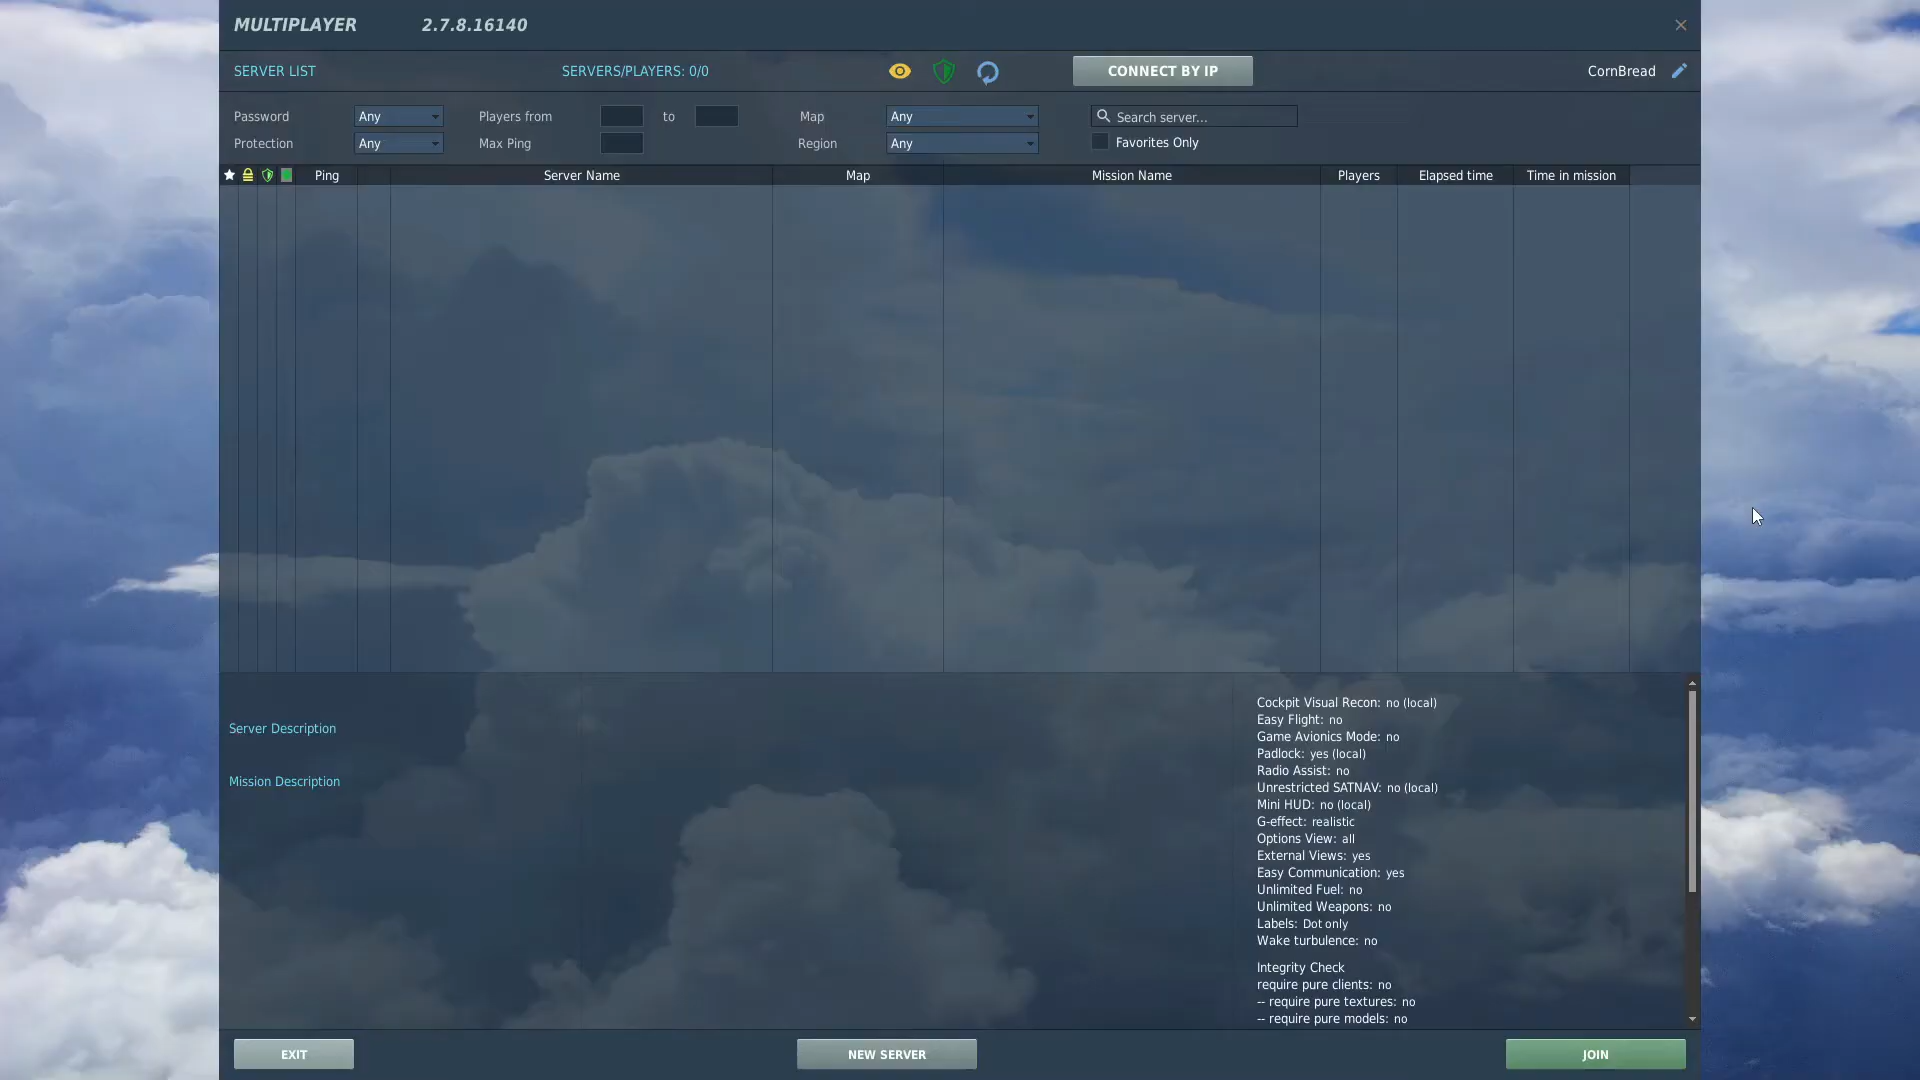 MULTIPLAYER 2.7.8.16140
SERVER LIST SERVERS/PLAYERS: 0/0 CONNECT BY IP CornBread
Password Any Players from to Map Any Search server...
Protection Any Max Ping Region Any Favorites Only
Ping Server Name Map Mission Name Players Elapsed time Time in mission
Server Description
Mission Description
Cockpit Visual Recon: no (local)
Easy Flight: no
Game Avionics Mode: no
Padlock: yes (local)
Radio Assist: no
Unrestricted SATNAV: no (local)
Mini HUD: no (local)
G-effect: realistic
Options View: all
External Views: yes
Easy Communication: yes
Unlimited Fuel: no
Unlimited Weapons: no
Labels: Dot only
Wake turbulence: no
Integrity Check
require pure clients: no
-- require pure textures: no
-- require pure models: no
EXIT NEW SERVER JOIN